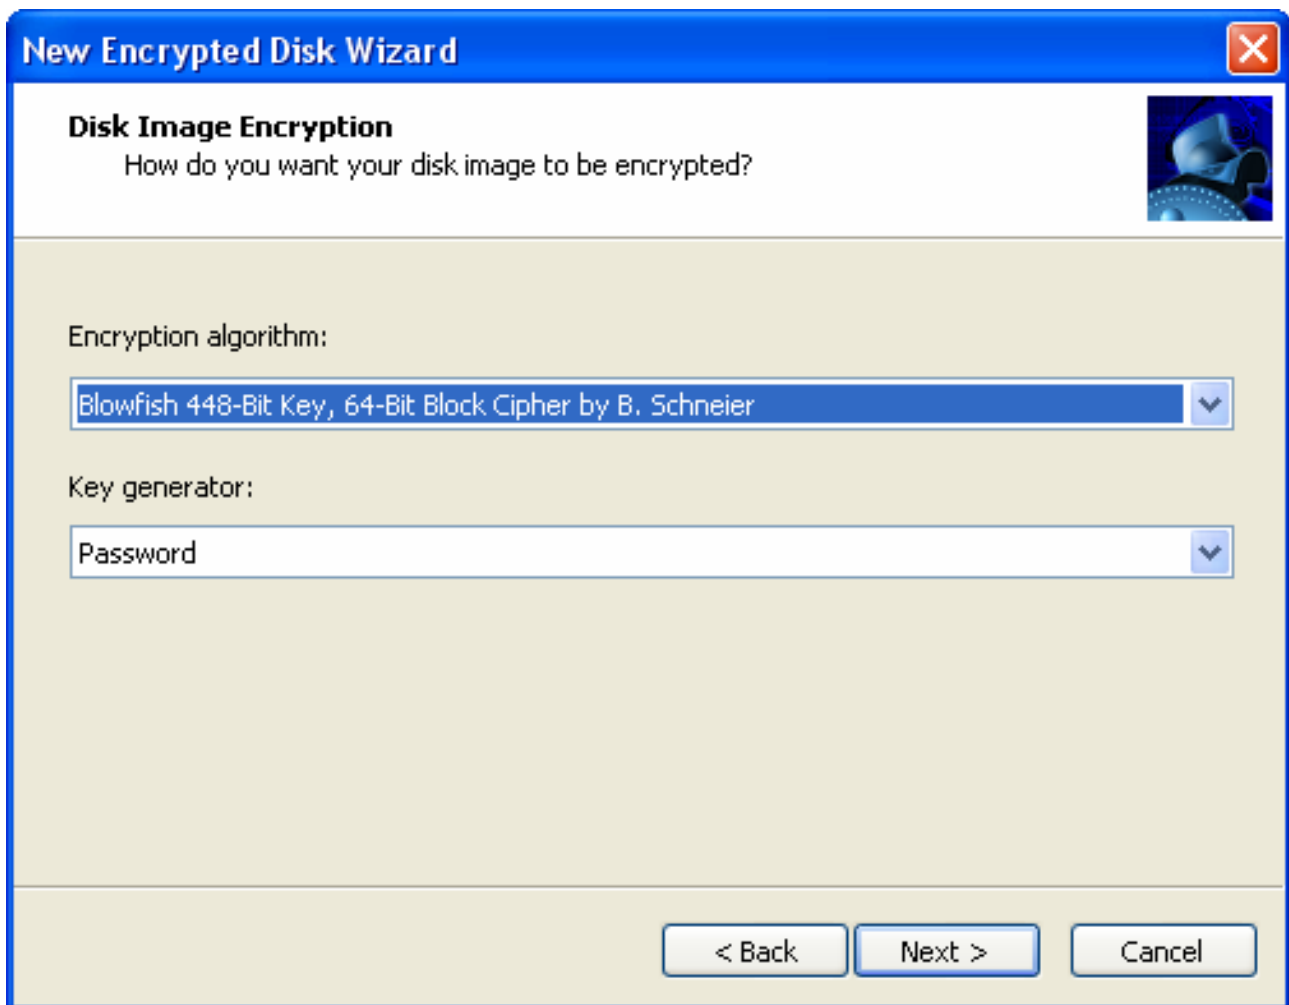 New Encrypted Disk Wizard
Disk Image Encryption
How do you want your disk image to be encrypted?
Encryption algorithm:
Blowfish 448-Bit Key, 64-Bit Block Cipher by B. Schneier
Key generator:
Password
< Back Next > Cancel